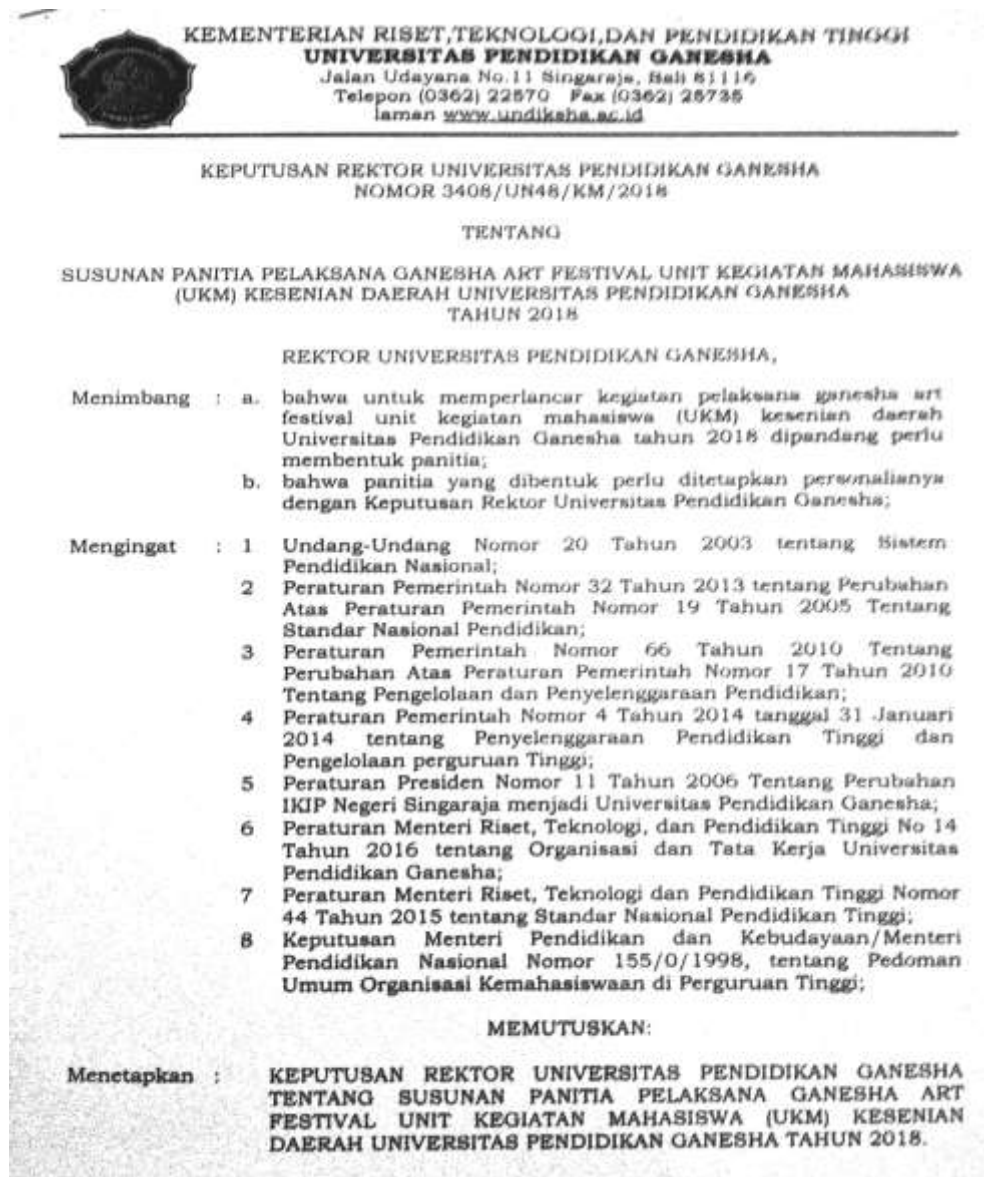 KEMENTERIAN RISET,TEKNOLOGI,DAN PENDIDIKAN TINGGI
UNIVERSITAS PENDIDIKAN GANESHA
Jalan Udayana No.11 Singaraja, Bali 81116
Telepon (0362) 22570 Fax (0362) 25735
laman www.undiksha.ac.id
KEPUTUSAN REKTOR UNIVERSITAS PENDIDIKAN GANESHA
NOMOR 3408/UN48/KM/2018
TENTANG
SUSUNAN PANITIA PELAKSANA GANESHA ART FESTIVAL UNIT KEGIATAN MAHASISWA
(UKM) KESENIAN DAERAH UNIVERSITAS PENDIDIKAN GANESHA
TAHUN 2018
REKTOR UNIVERSITAS PENDIDIKAN GANESHA,
Menimbang : a. bahwa untuk memperlancar kegiatan pelaksana ganesha art
festival unit kegiatan mahasiswa (UKM) kesenian daerah
Universitas Pendidikan Ganesha tahun 2018 dipandang perlu
membentuk panitia;
b. bahwa panitia yang dibentuk perlu ditetapkan personalianya
dengan Keputusan Rektor Universitas Pendidikan Ganesha;
Mengingat : 1 Undang-Undang Nomor 20 Tahun 2003 tentang Sistem
Pendidikan Nasional;
2 Peraturan Pemerintah Nomor 32 Tahun 2013 tentang Perubahan
Atas Peraturan Pemerintah Nomor 19 Tahun 2005 Tentang
Standar Nasional Pendidikan;
3 Peraturan Pemerintah Nomor 66 Tahun 2010 Tentang
Perubahan Atas Peraturan Pemerintah Nomor 17 Tahun 2010
Tentang Pengelolaan dan Penyelenggaraan Pendidikan;
4 Peraturan Pemerintah Nomor 4 Tahun 2014 tanggal 31 Januari
2014 tentang Penyelenggaraan Pendidikan Tinggi dan
Pengelolaan perguruan Tinggi;
5 Peraturan Presiden Nomor 11 Tahun 2006 Tentang Perubahan
IKIP Negeri Singaraja menjadi Universitas Pendidikan Ganesha;
6 Peraturan Menteri Riset, Teknologi, dan Pendidikan Tinggi No 14
Tahun 2016 tentang Organisasi dan Tata Kerja Universitas
Pendidikan Ganesha;
7 Peraturan Menteri Riset, Teknologi dan Pendidikan Tinggi Nomor
44 Tahun 2015 tentang Standar Nasional Pendidikan Tinggi;
8 Keputusan Menteri Pendidikan dan Kebudayaan/Menteri
Pendidikan Nasional Nomor 155/0/1998, tentang Pedoman
Umum Organisasi Kemahasiswaan di Perguruan Tinggi;
MEMUTUSKAN:
Menetapkan : KEPUTUSAN REKTOR UNIVERSITAS PENDIDIKAN GANESHA
TENTANG SUSUNAN PANITIA PELAKSANA GANESHA ART
FESTIVAL UNIT KEGIATAN MAHASISWA (UKM) KESENIAN
DAERAH UNIVERSITAS PENDIDIKAN GANESHA TAHUN 2018.